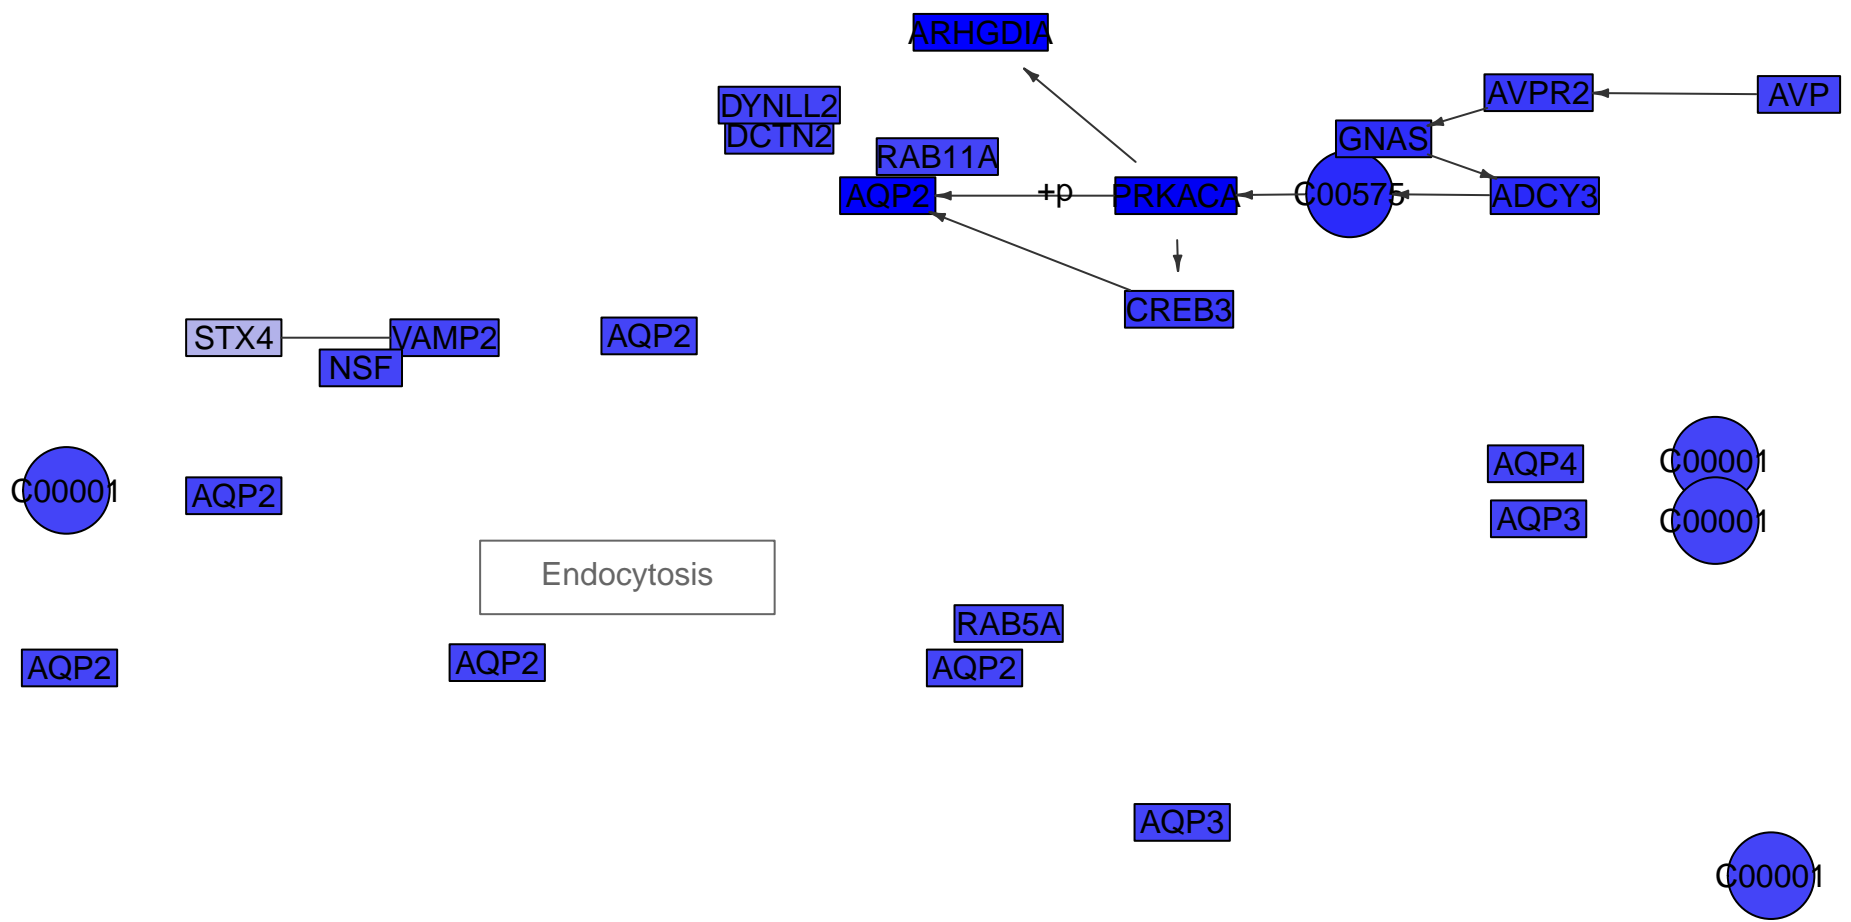 ARHGDIA
DYNLL2
AVPR2
AVP
DCTN2
GNAS
RAB11A
AQP2
+p
PRKACA
C00575
ADCY3
CREB3
STX4
VAMP2
AQP2
NSF
C00001
AQP2
AQP4
C00001
AQP3
C00001
Endocytosis
RAB5A
AQP2
AQP2
AQP2
AQP3
C00001